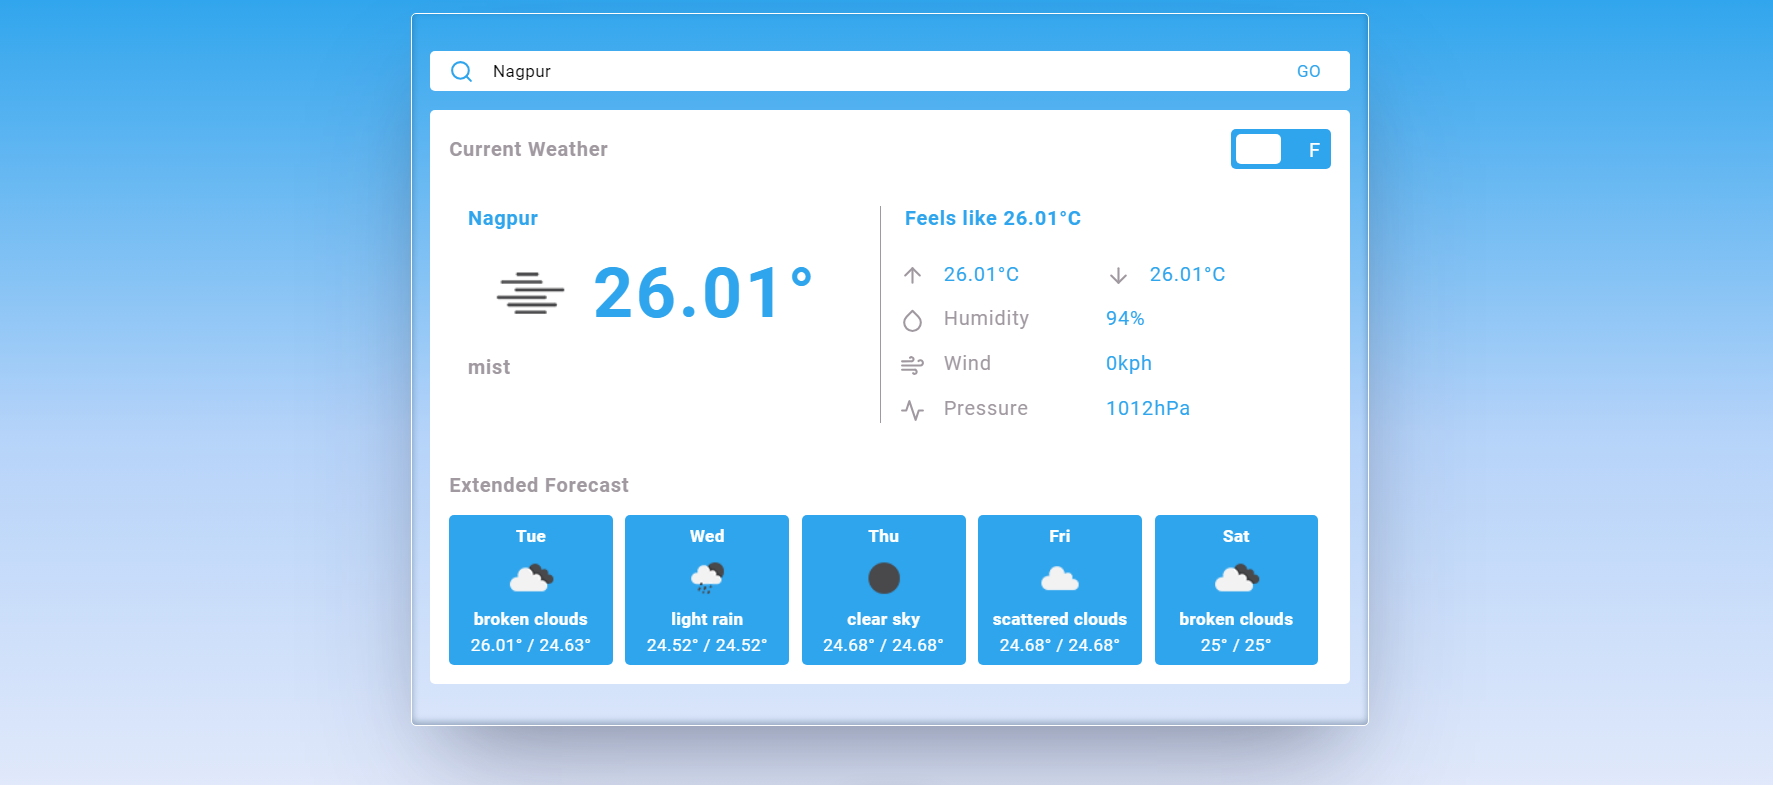 Nagpur GO
Current Weather F
Nagpur
26.01°
mist
Feels like 26.01°C
26.01°C 26.01°C
Humidity 94%
Wind 0kph
Pressure 1012hPa
Extended Forecast
Tue
broken clouds
26.01° / 24.63°
Wed
light rain
24.52° / 24.52°
Thu
clear sky
24.68° / 24.68°
Fri
scattered clouds
24.68° / 24.68°
Sat
broken clouds
25° / 25°